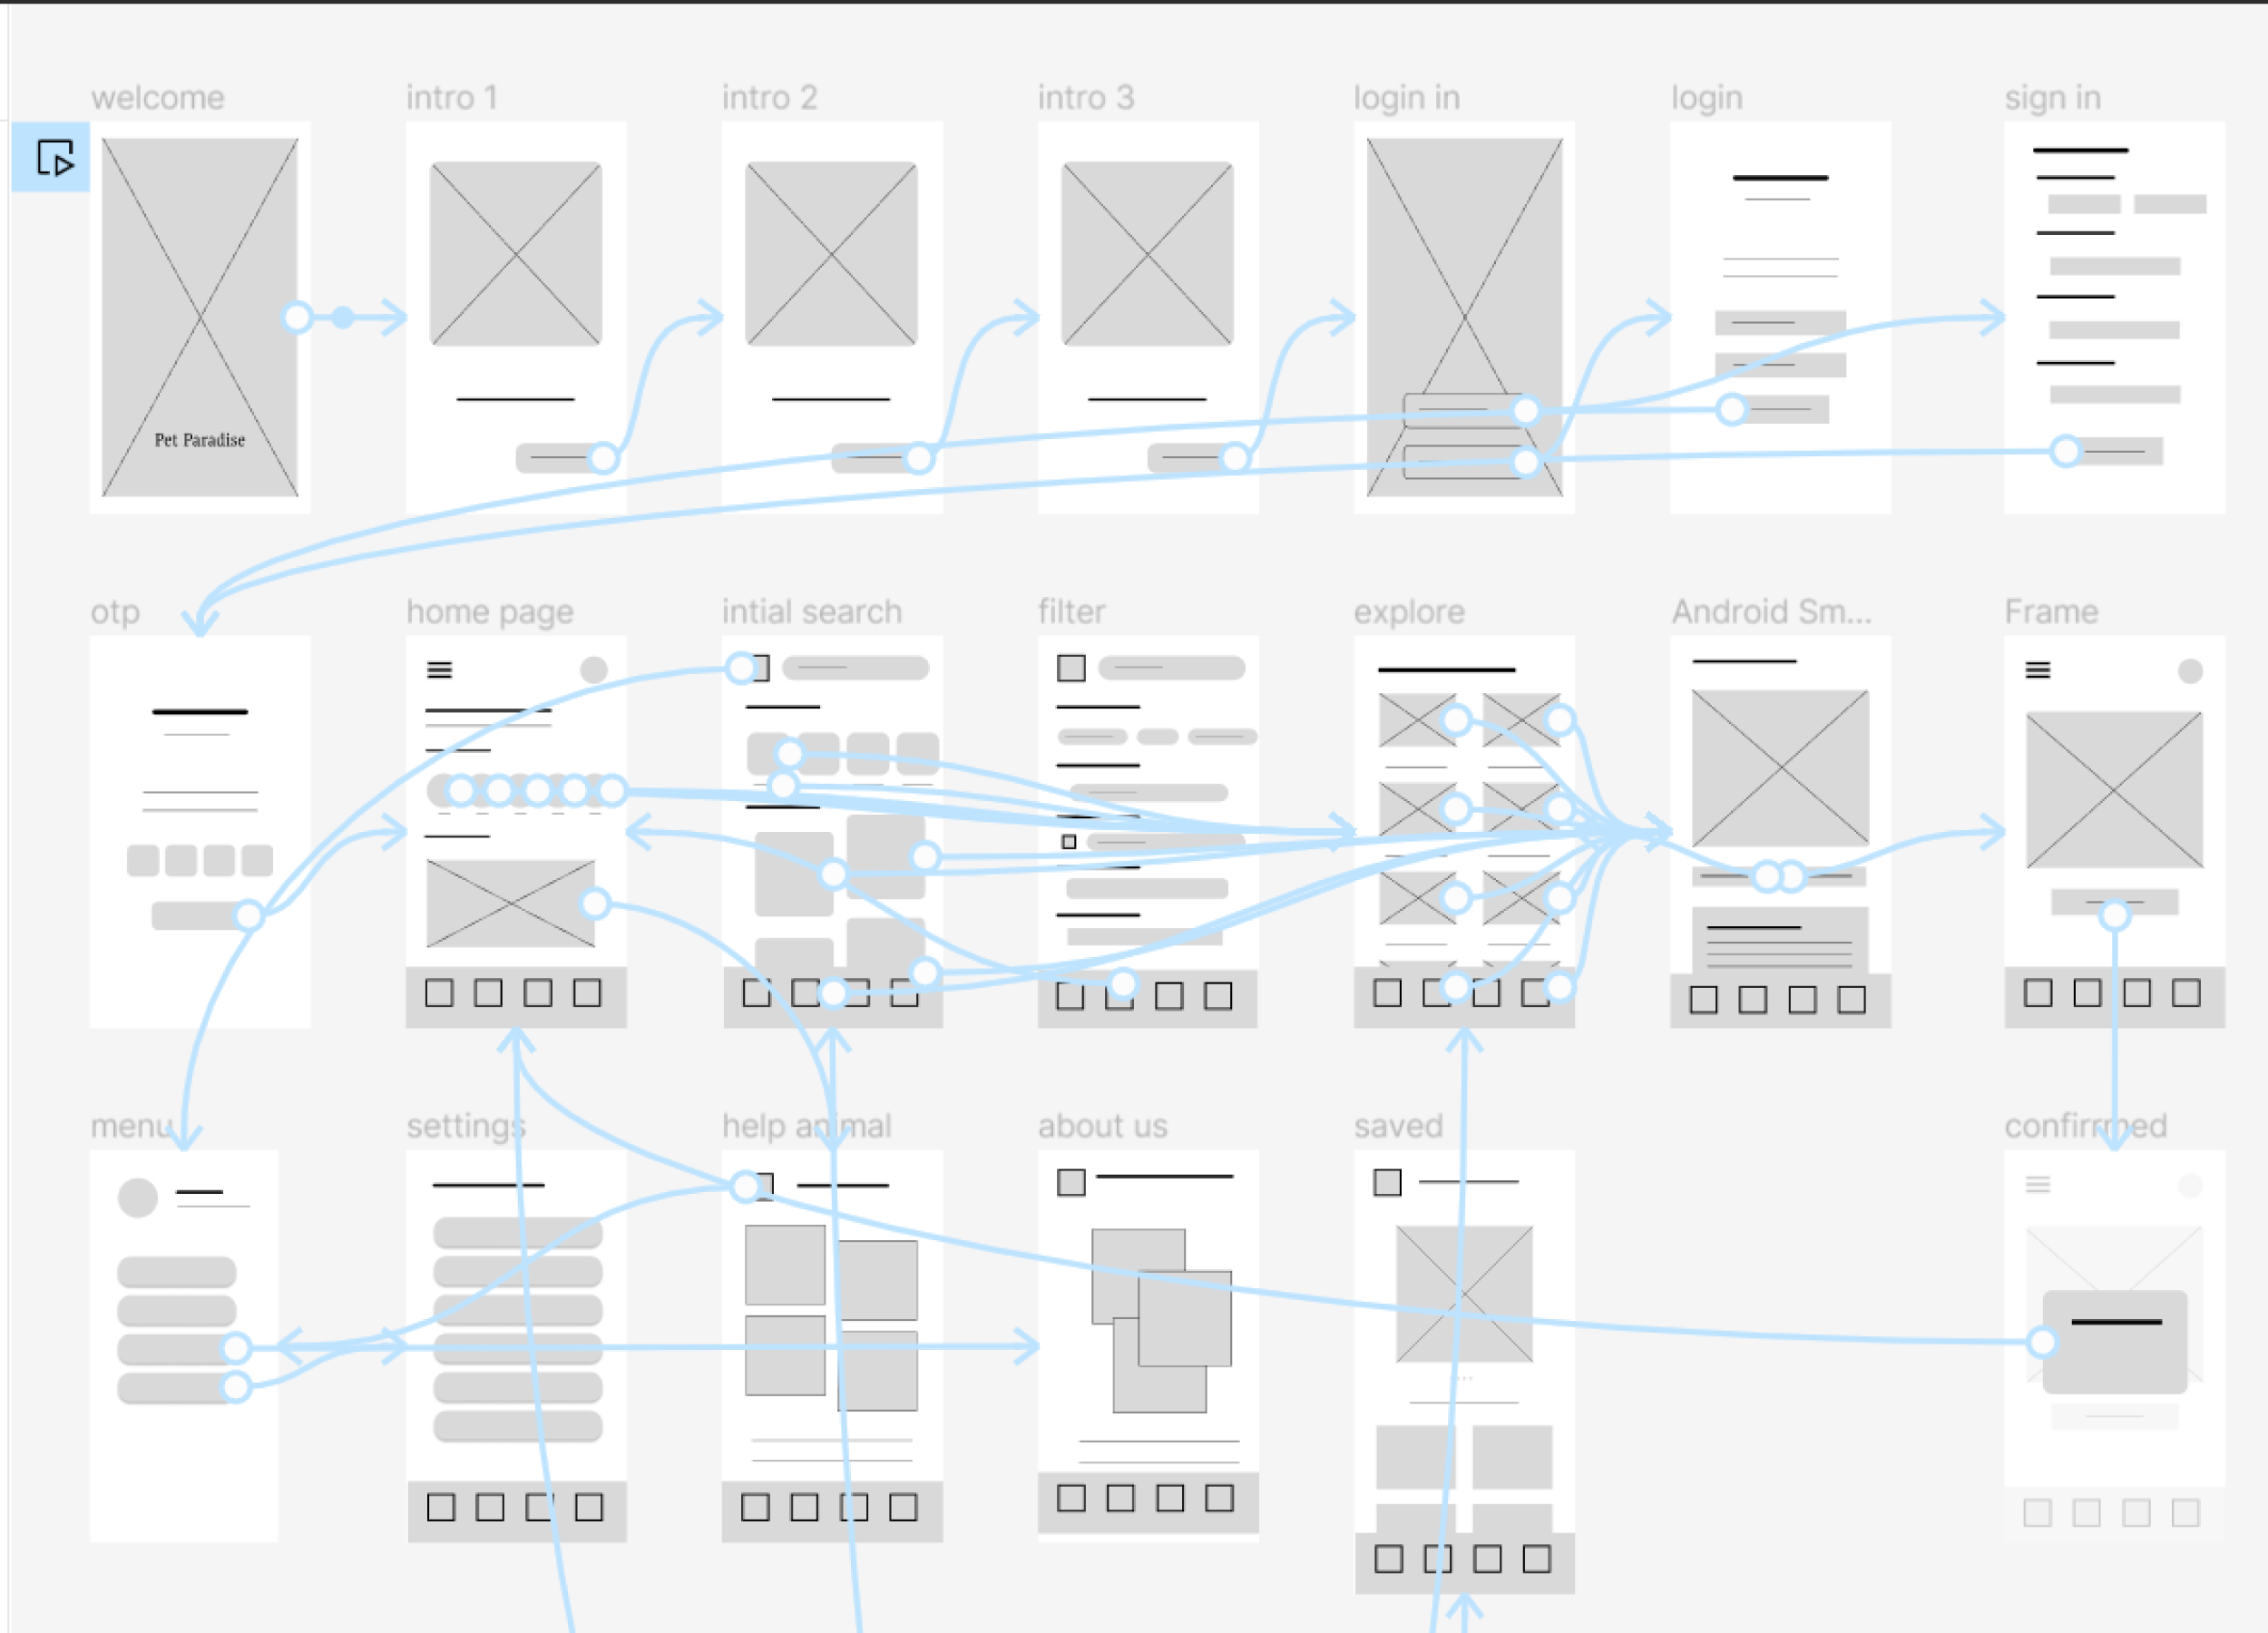 welcome
intro 1
intro 2
intro 3
login in
login
sign in
Pet Paradise
otp
home page
intial search
filter
explore
Android Sm...
Frame
menu
settings
help animal
about us
saved
confirmed